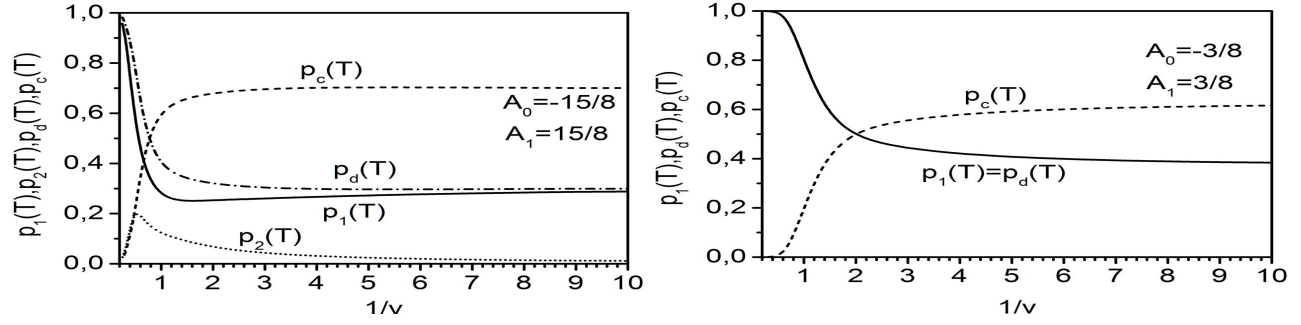 p1(T),p2(T),pd(T),pc(T)
1,0
0,8
0,6
0,4
0,2
0,0
pc(T)
A0=-15/8
A1=15/8
pd(T)
p1(T)
p2(T)
1 2 3 4 5 6 7 8 9 10
1/v
p1(T),pd(T),pc(T)
1,0
0,8
0,6
0,4
0,2
0,0
A0=-3/8
A1=3/8
pc(T)
p1(T)=pd(T)
1 2 3 4 5 6 7 8 9 10
1/v